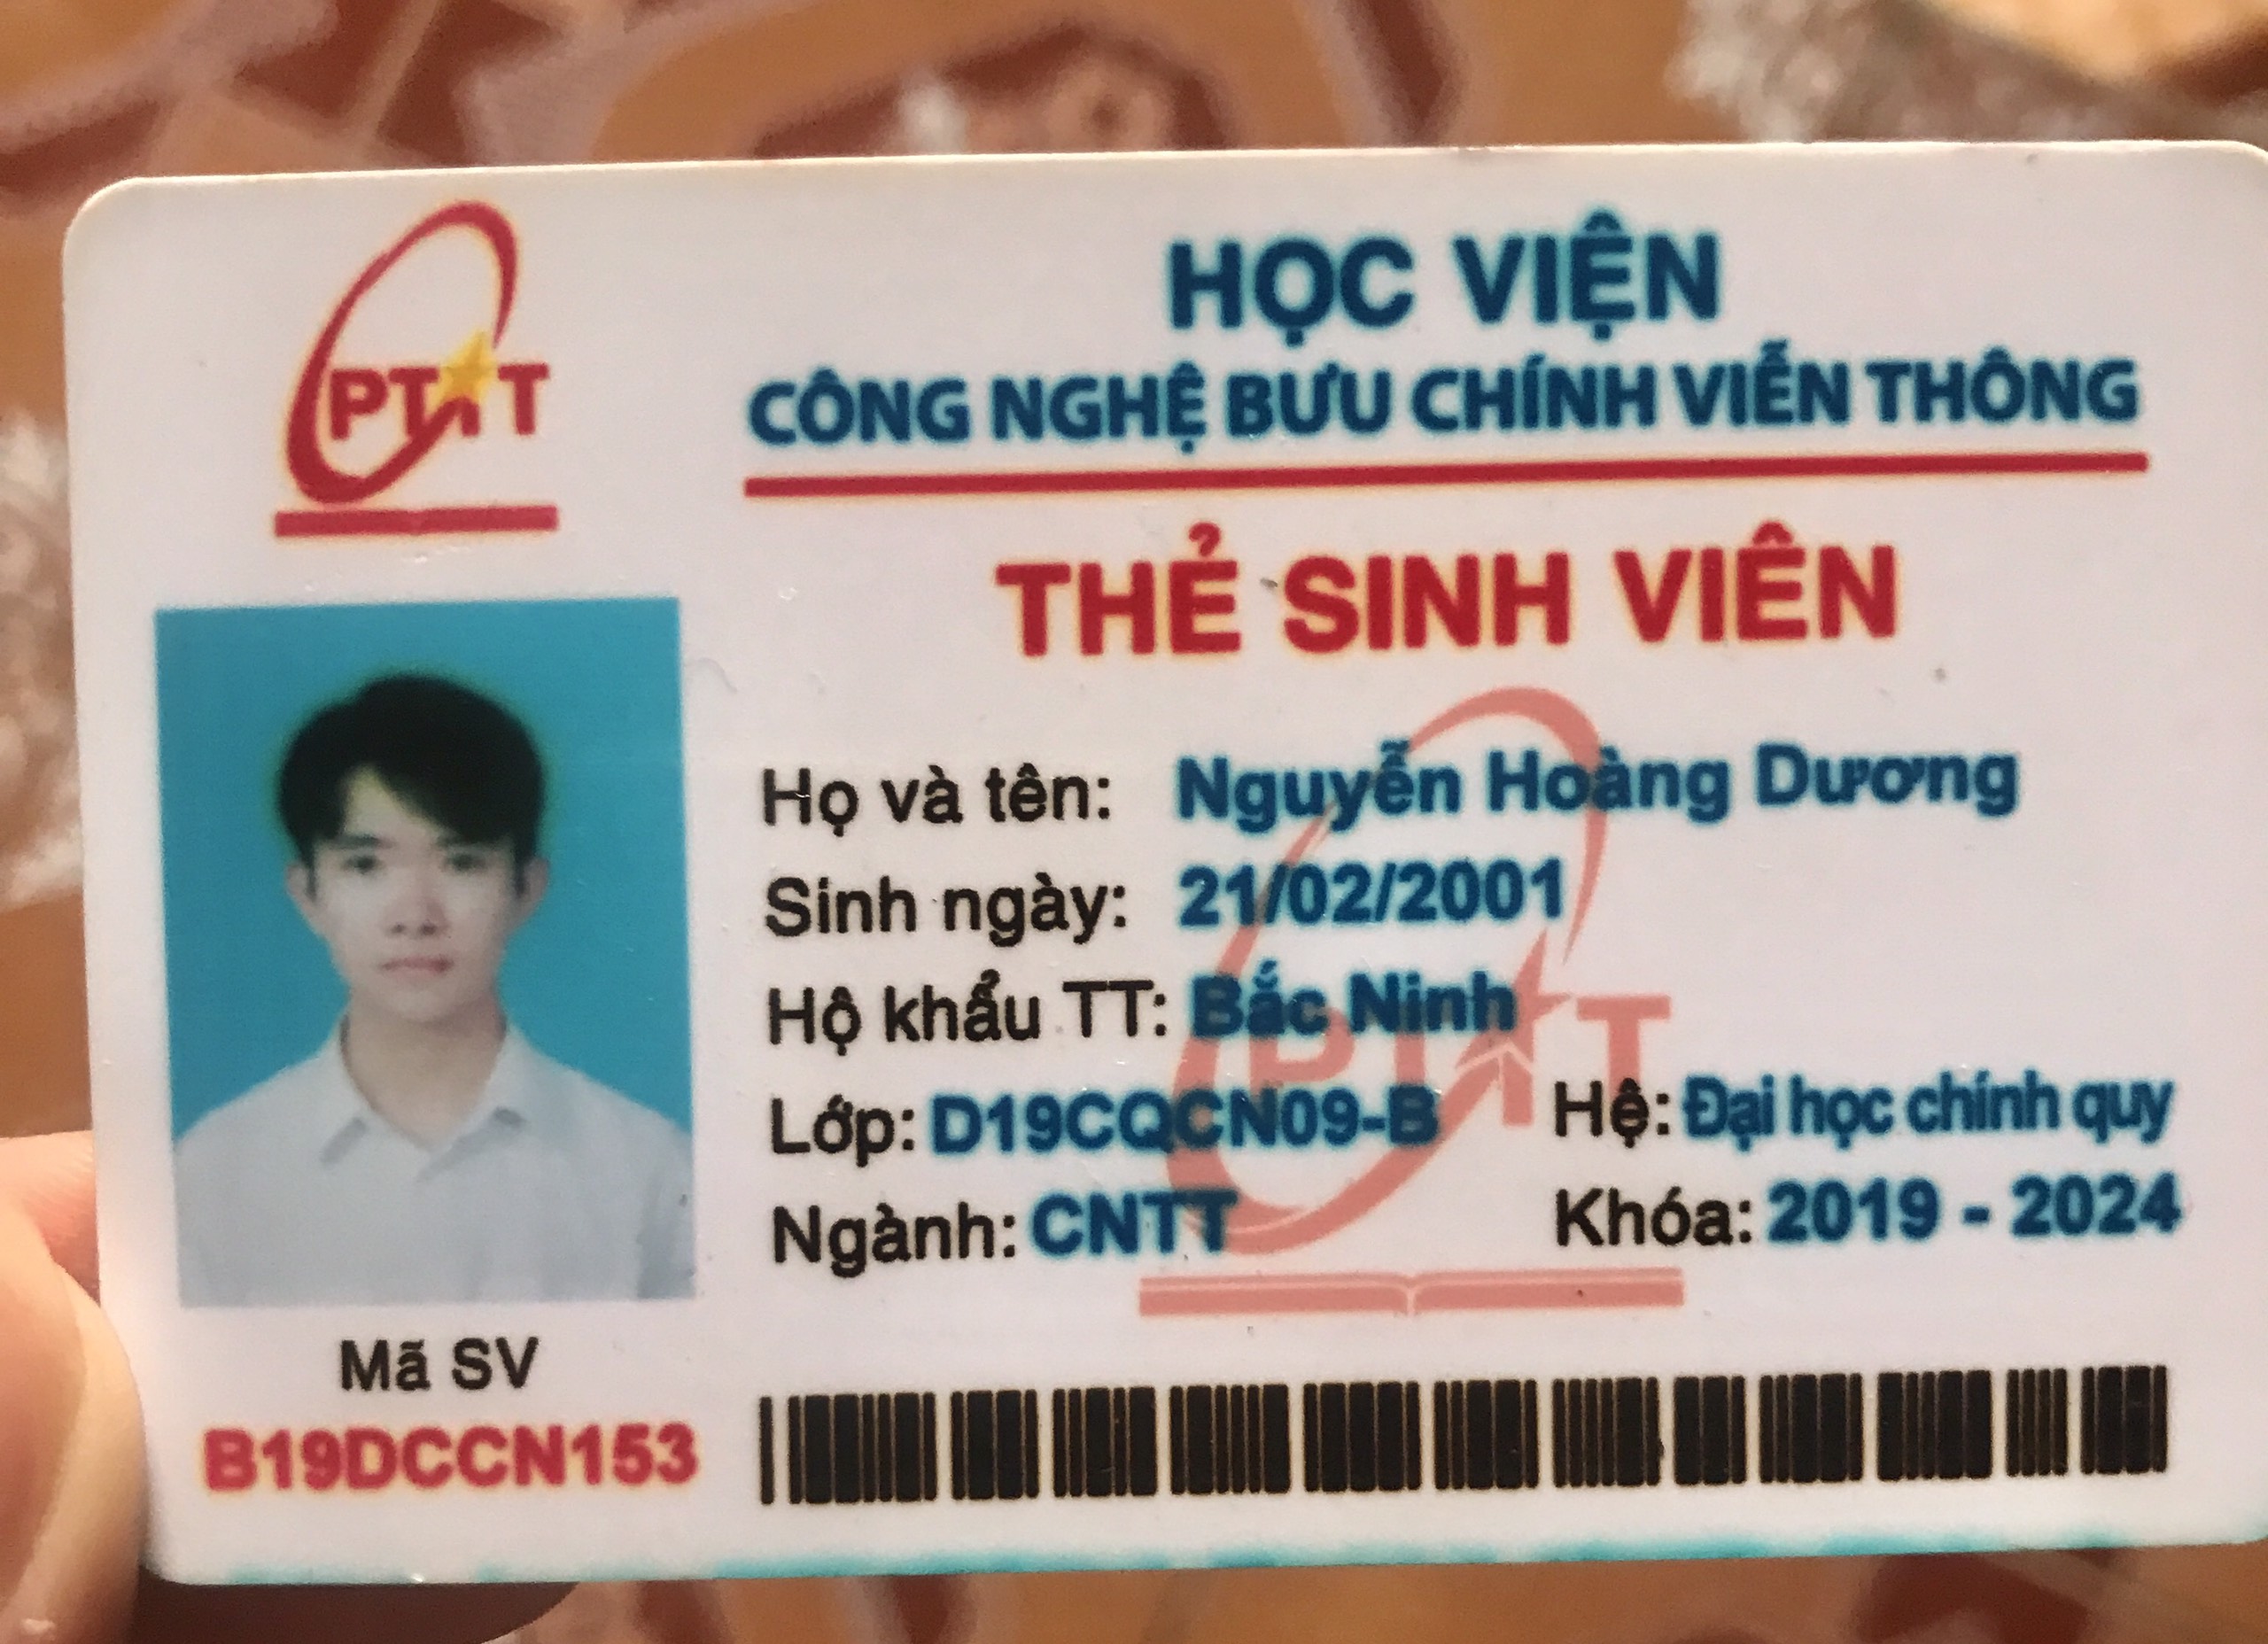 PTIT
HỌC VIỆN
CÔNG NGHỆ BƯU CHÍNH VIỄN THÔNG
THẺ SINH VIÊN
Họ và tên: Nguyễn Hoàng Dương
Sinh ngày: 21/02/2001
Hộ khẩu TT: Bắc Ninh
PTIT
Lớp: D19CQCN09-B Hệ: Đại học chính quy
Ngành: CNTT Khóa: 2019 - 2024
Mã SV
B19DCCN153